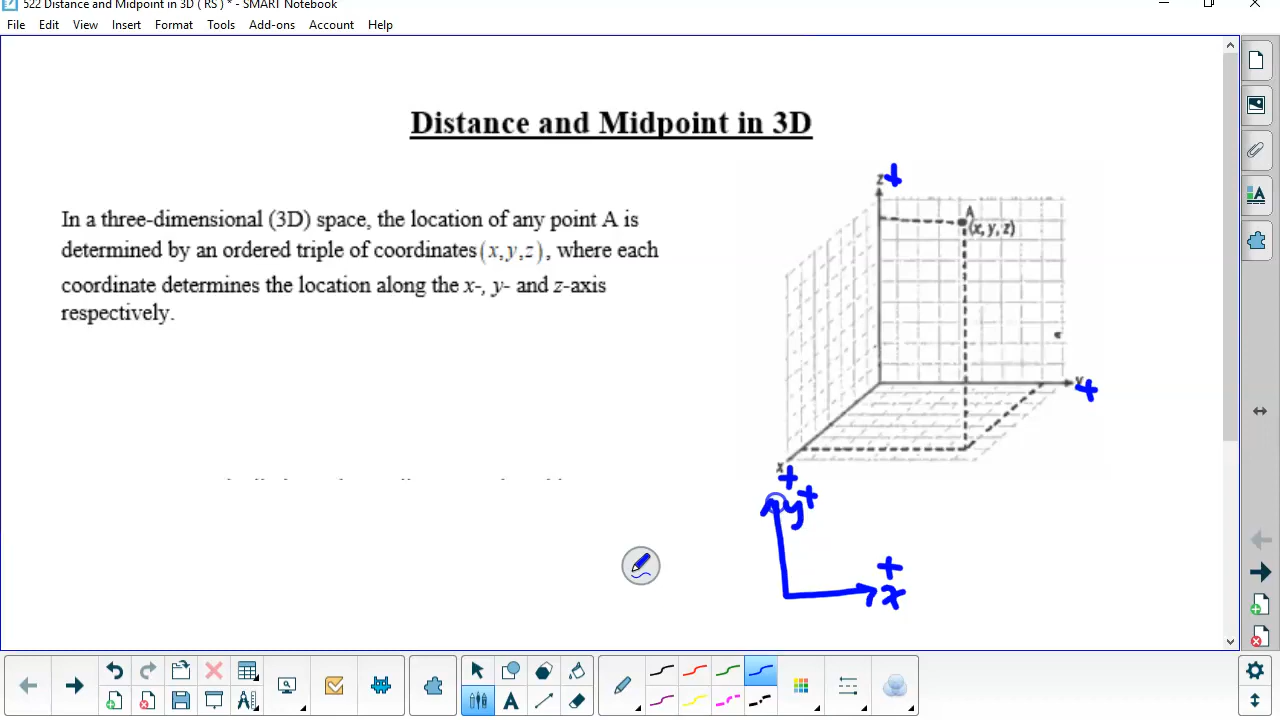 522 Distance and Midpoint in 3D ( RS ) * - SMART Notebook
File Edit View Insert Format Tools Add-ons Account Help
Distance and Midpoint in 3D
In a three-dimensional (3D) space, the location of any point A is
determined by an ordered triple of coordinates (x,y,z), where each
coordinate determines the location along the x-, y- and z-axis
respectively.
z +
A
(x, y, z)
y +
x
+
y +
+
x